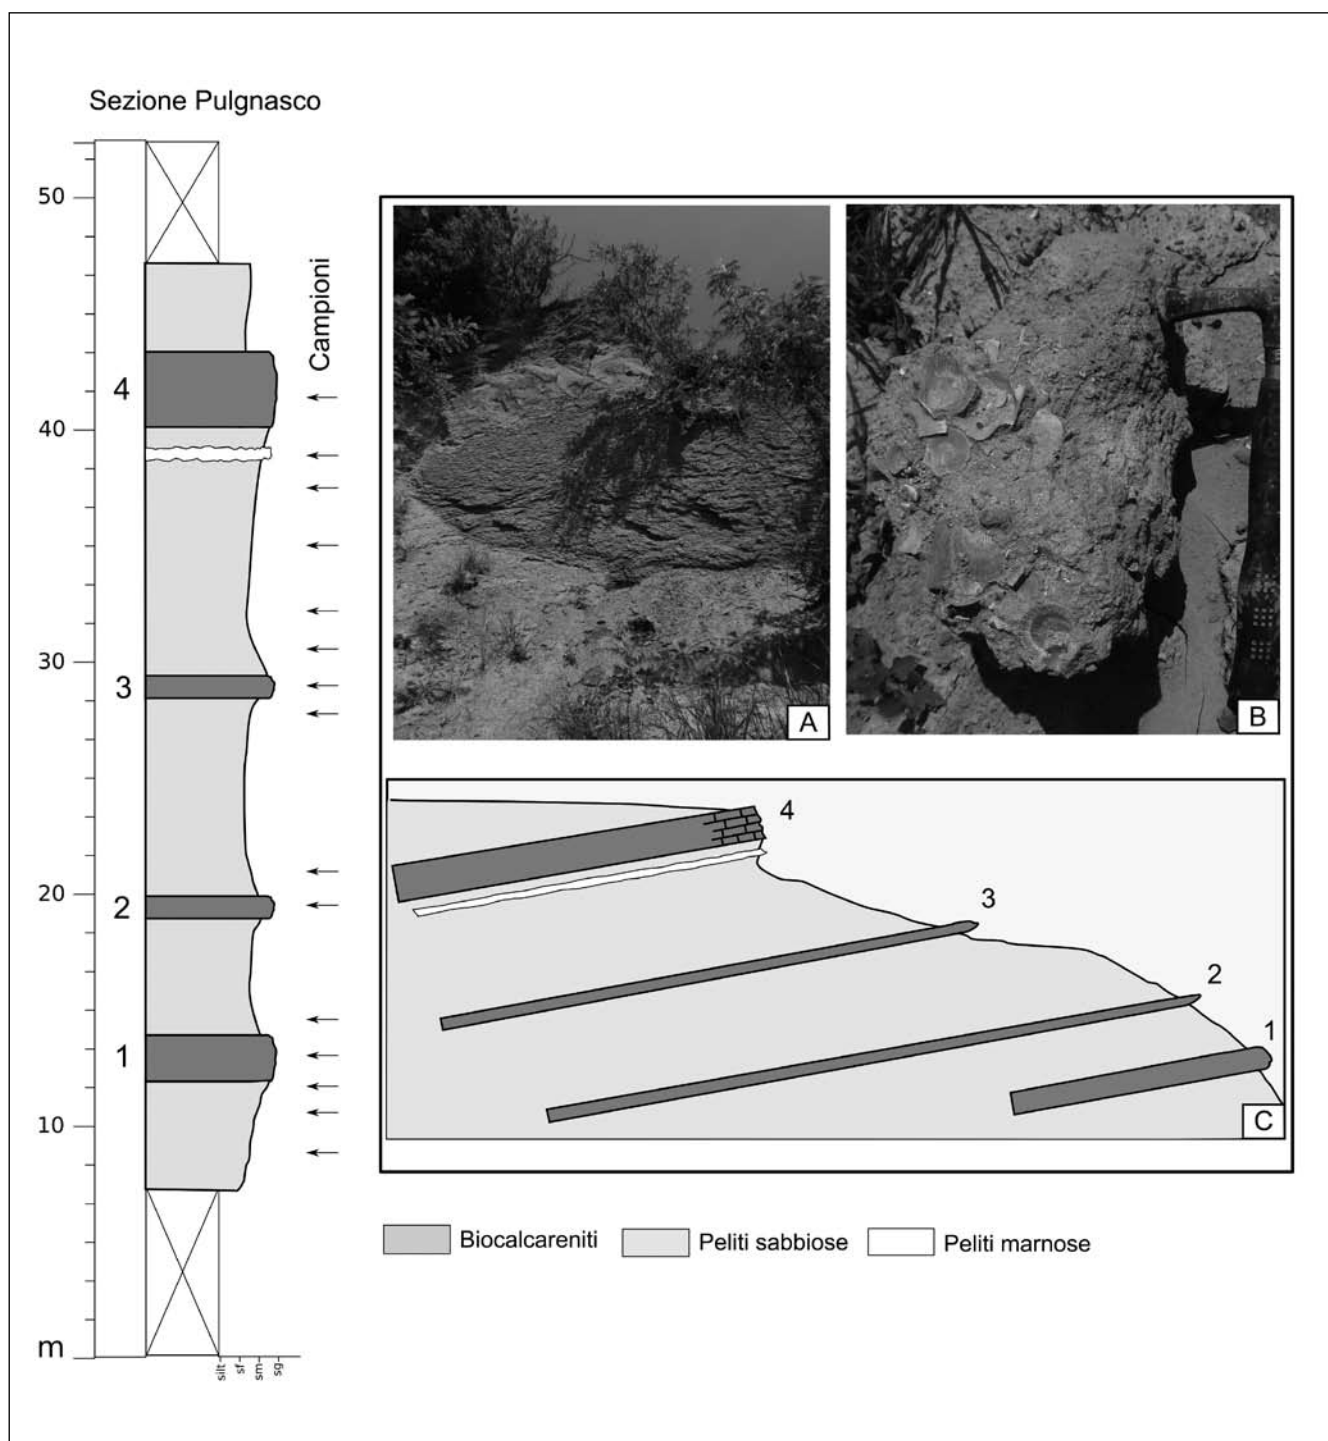 Sezione Pulgnasco
50
40
30
20
10
m
4
3
2
1
silt
sf
sm
sg
Campioni
A
B
4
3
2
1
C
Biocalcareniti
Peliti sabbiose
Peliti marnose